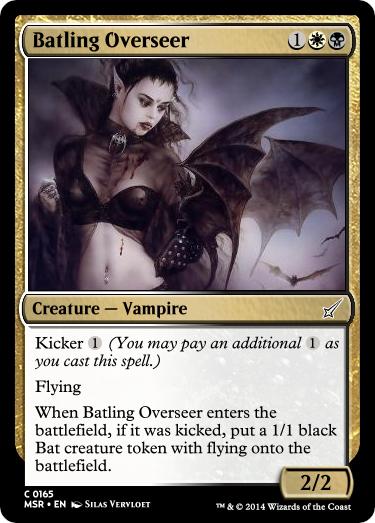 Batling Overseer 1
Creature — Vampire
Kicker 1 (You may pay an additional 1 as
you cast this spell.)
Flying
When Batling Overseer enters the
battlefield, if it was kicked, put a 1/1 black
Bat creature token with flying onto the
battlefield.
2/2
C 0165
MSR • EN SILAS VERVLOET ™ & © 2014 Wizards of the Coast